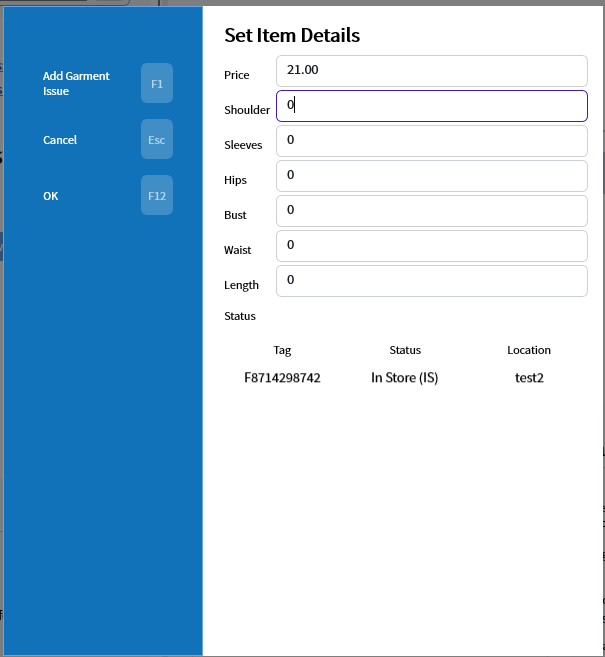 Add Garment
Issue
F1
Cancel
Esc
OK
F12
Set Item Details
Price
21.00
Shoulder
0
Sleeves
0
Hips
0
Bust
0
Waist
0
Length
0
Status
Tag Status Location
F8714298742 In Store (IS) test2